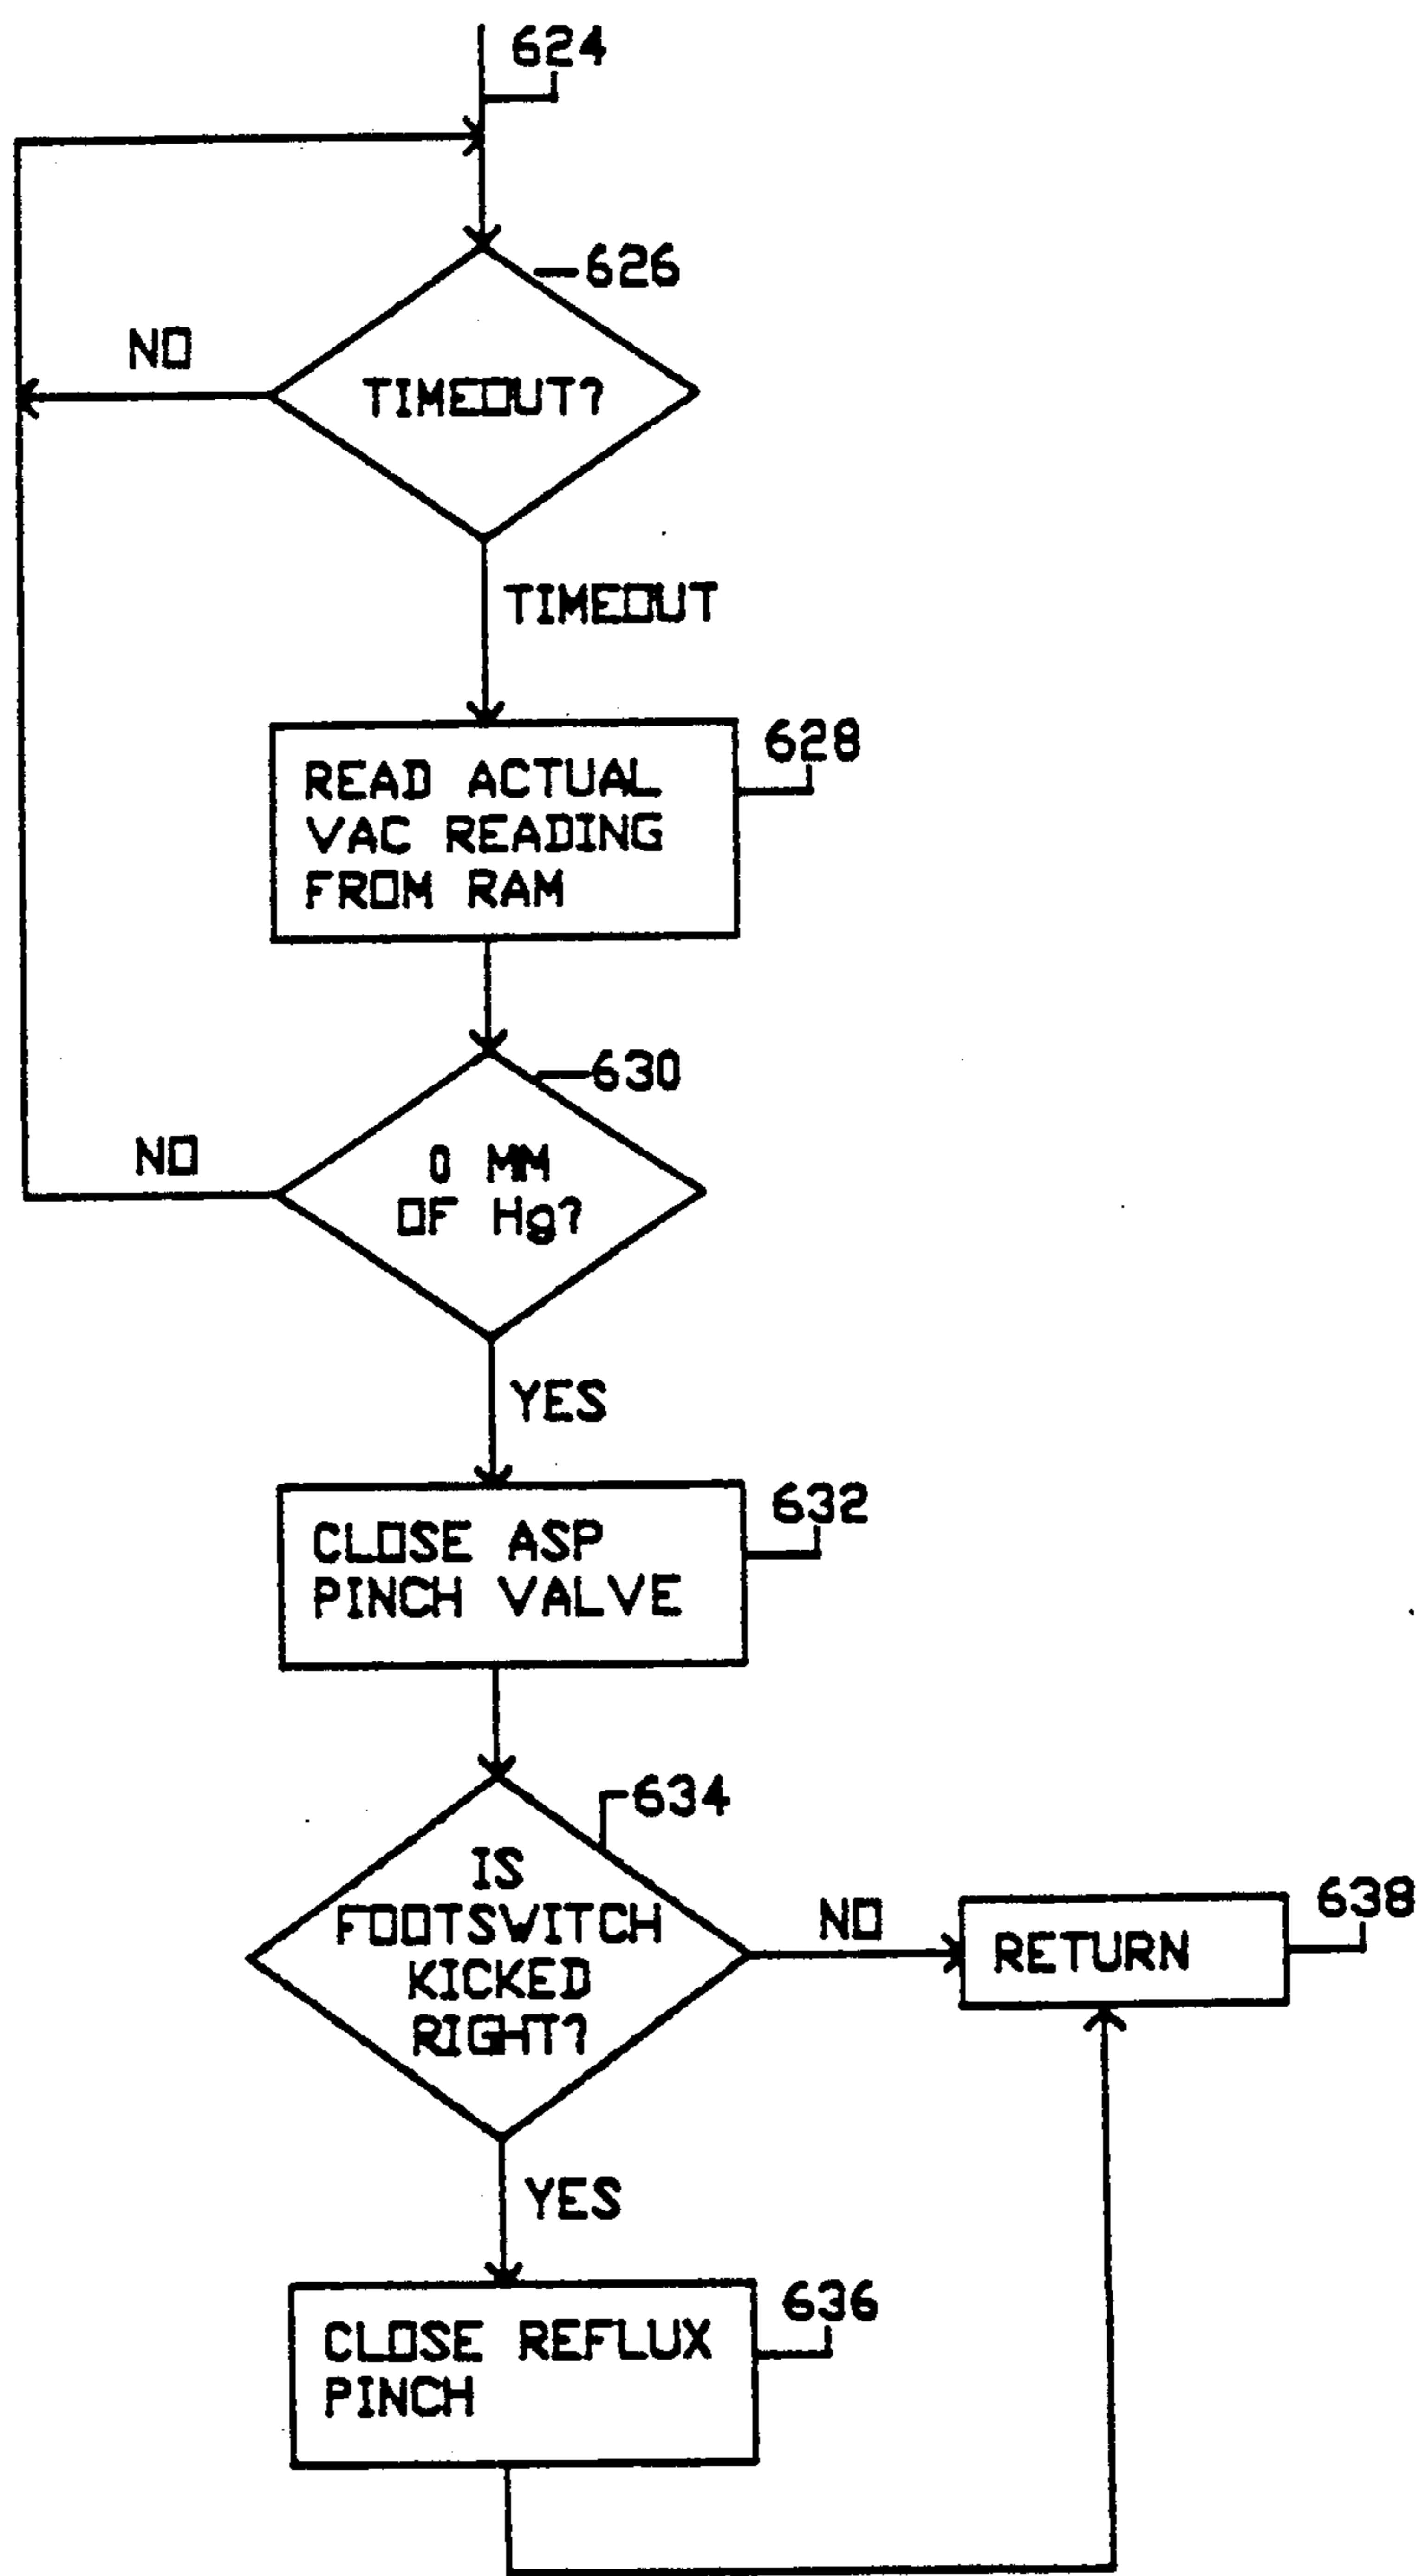 624
626
NO
TIMEOUT?
TIMEOUT
628
READ ACTUAL
VAC READING
FROM RAM
630
NO
0 MM
OF Hg?
YES
632
CLOSE ASP
PINCH VALVE
634
IS
FOOTSWITCH
KICKED
RIGHT?
NO
638
RETURN
YES
636
CLOSE REFLUX
PINCH